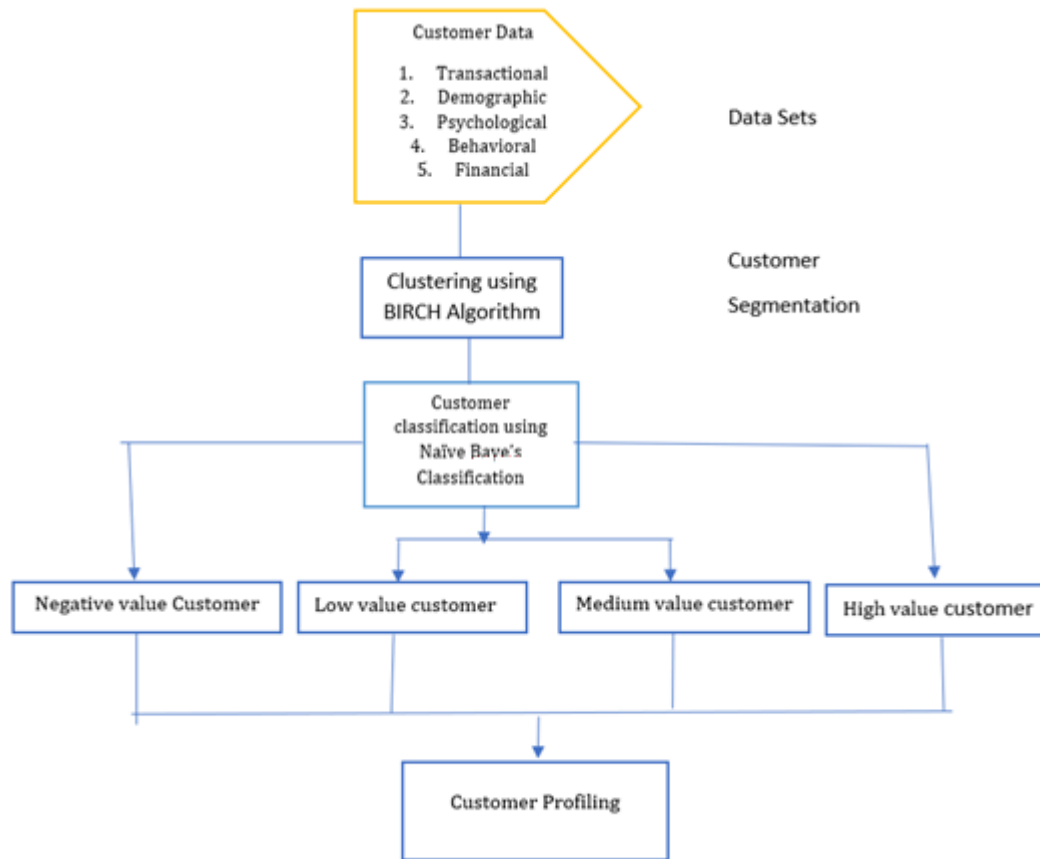 Customer Data
1. Transactional
2. Demographic
3. Psychological
4. Behavioral
5. Financial
Data Sets
Clustering using
BIRCH Algorithm
Customer
Segmentation
Customer
classification using
Naïve Baye's
Classification
Negative value Customer
Low value customer
Medium value customer
High value customer
Customer Profiling